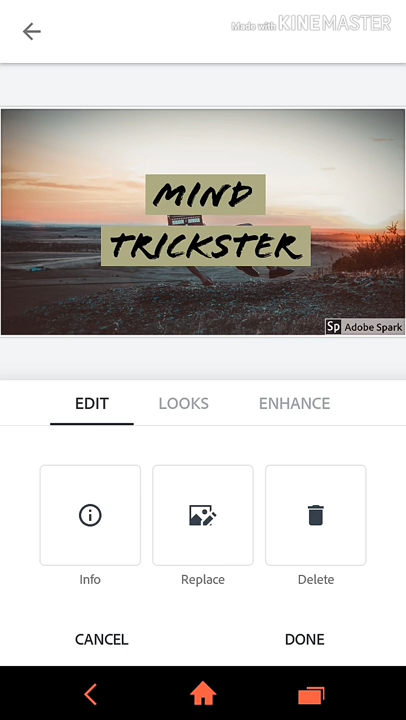 Made with KINEMASTER
MIND
TRICKSTER
Sp Adobe Spark
EDIT LOOKS ENHANCE
Info Replace Delete
CANCEL DONE